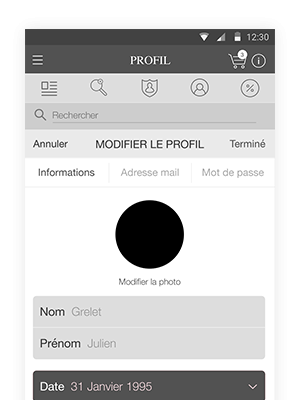 12:30
PROFIL
3
Rechercher
Annuler MODIFIER LE PROFIL Terminé
Informations Adresse mail Mot de passe
Modifier la photo
Nom Grelet
Prénom Julien
Date 31 Janvier 1995